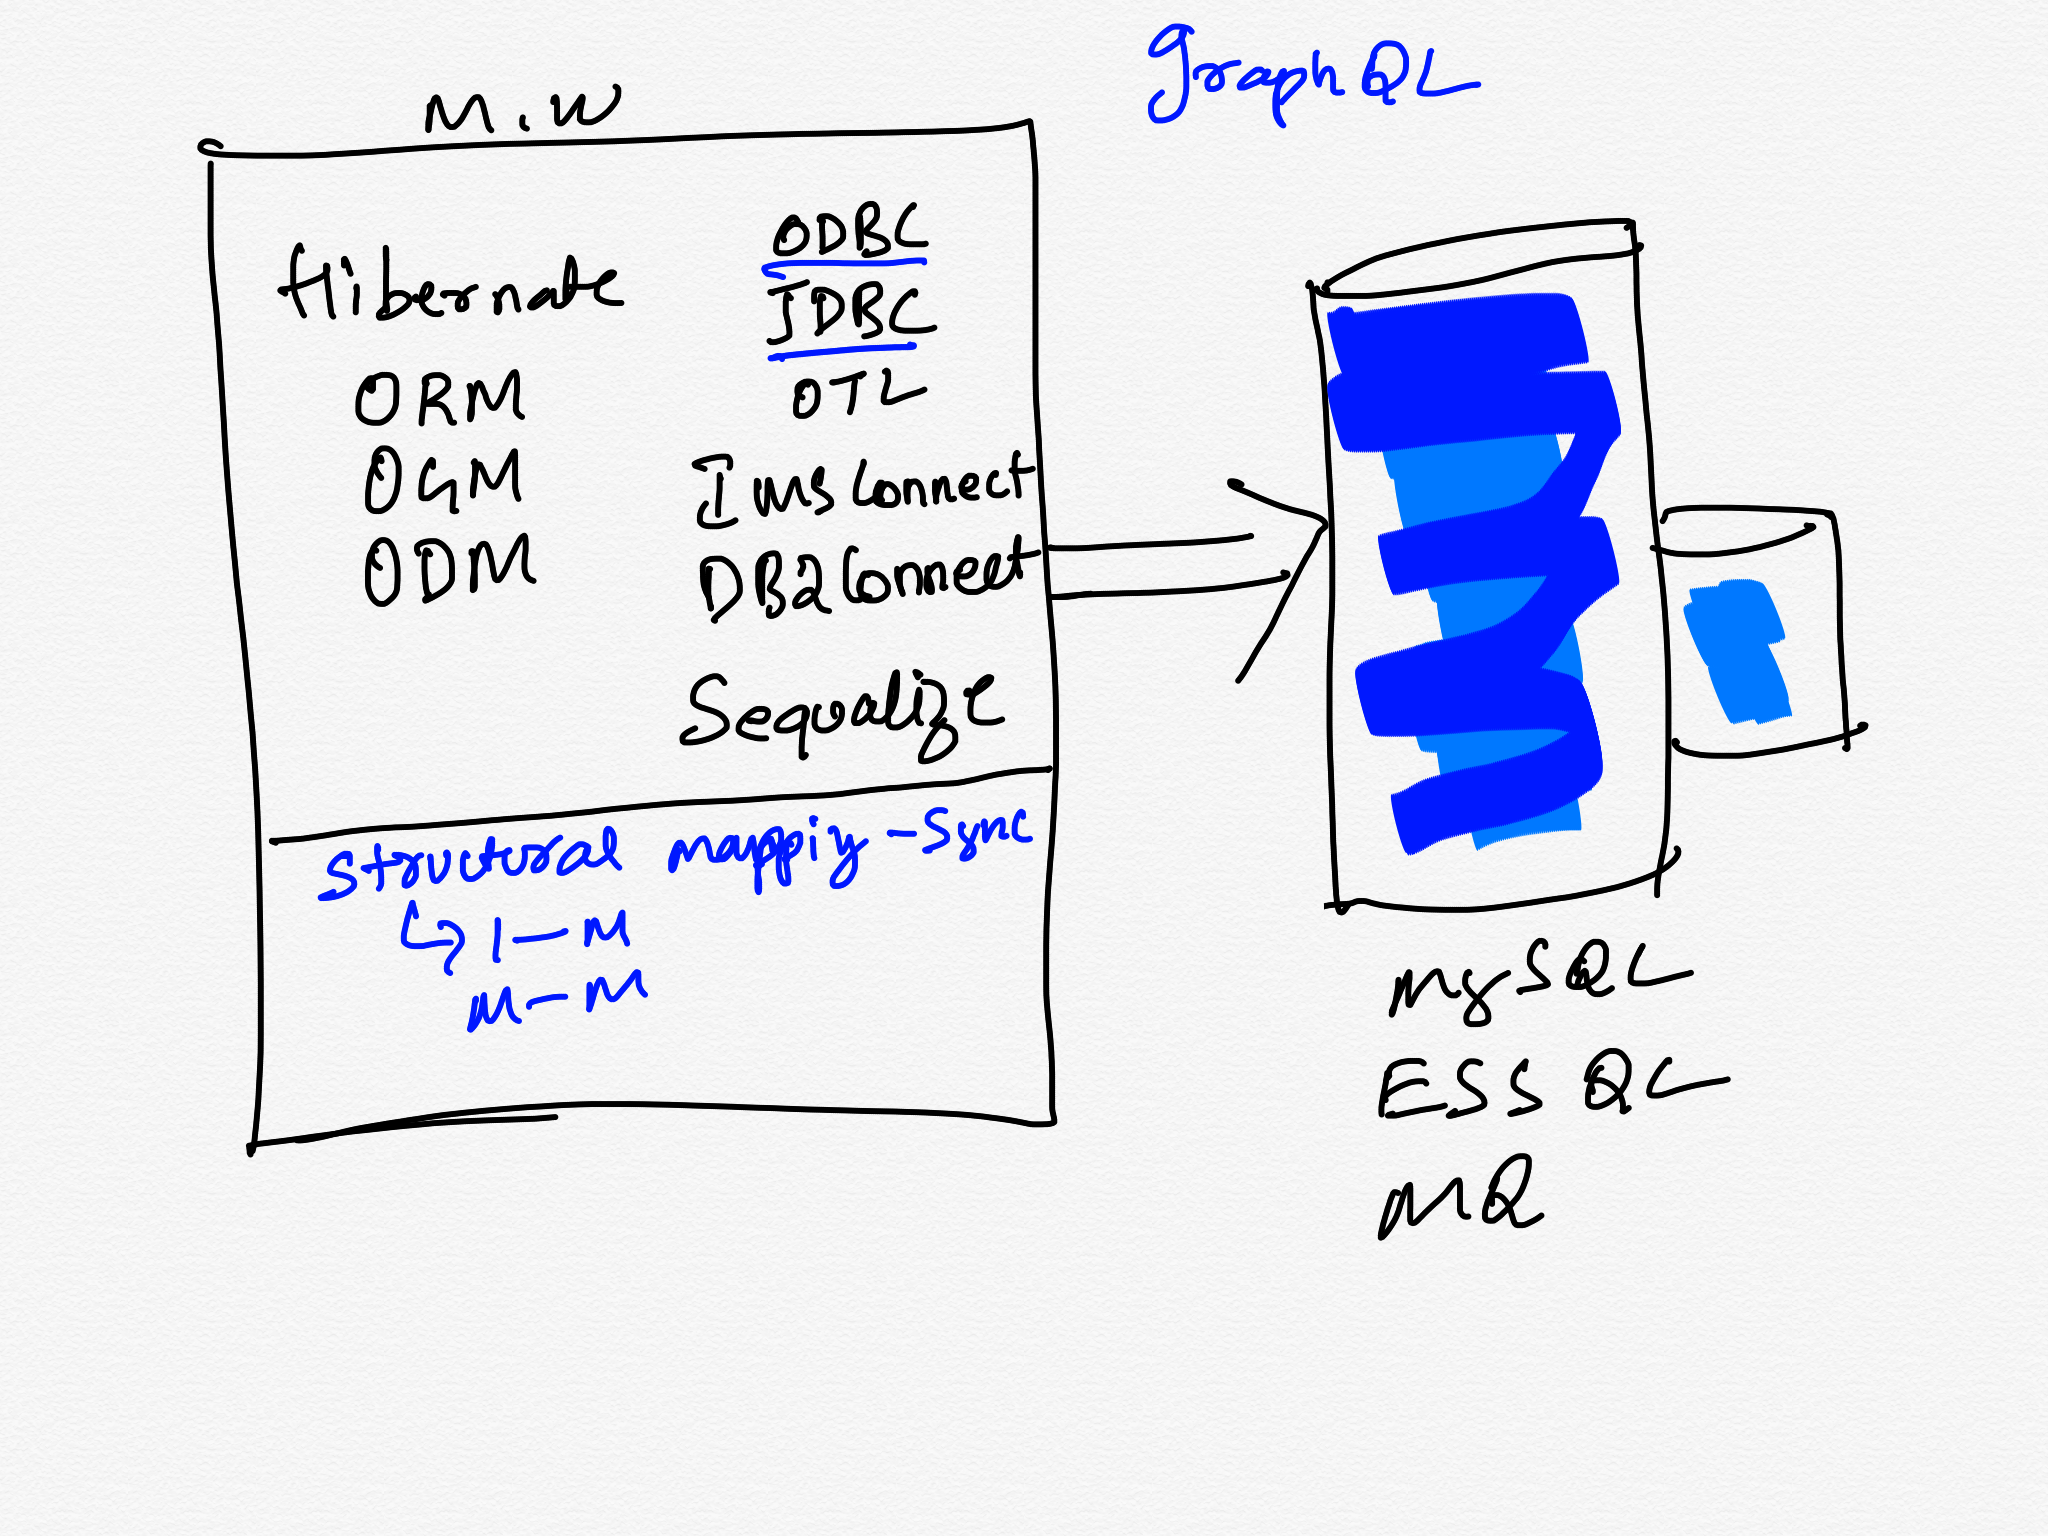 GraphQL
M.W
Hibernate
ORM
OGM
ODM
ODBC
JDBC
OTL
IMS Connect
DB2 Connect
Sequalize
Structural mappiy - Sync
1 - M
M - M
MySQL
ESSQL
MQ